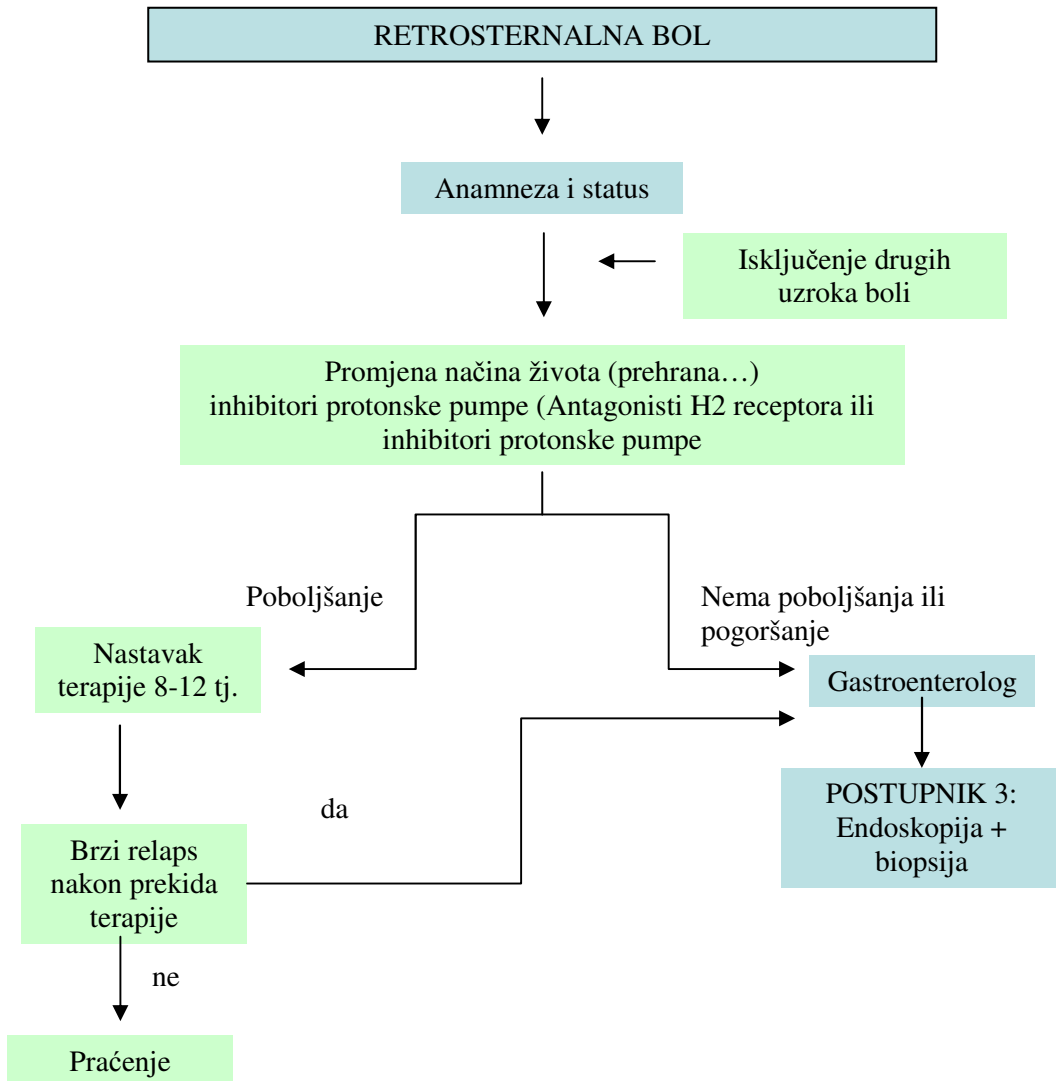 RETROSTERNALNA BOL
Anamneza i status
Isključenje drugih
uzroka boli
Promjena načina života (prehrana…)
inhibitori protonske pumpe (Antagonisti H2 receptora ili
inhibitori protonske pumpe
Poboljšanje
Nema poboljšanja ili
pogoršanje
Nastavak
terapije 8-12 tj.
Gastroenterolog
POSTUPNIK 3:
Endoskopija +
biopsija
da
Brzi relaps
nakon prekida
terapije
ne
Praćenje